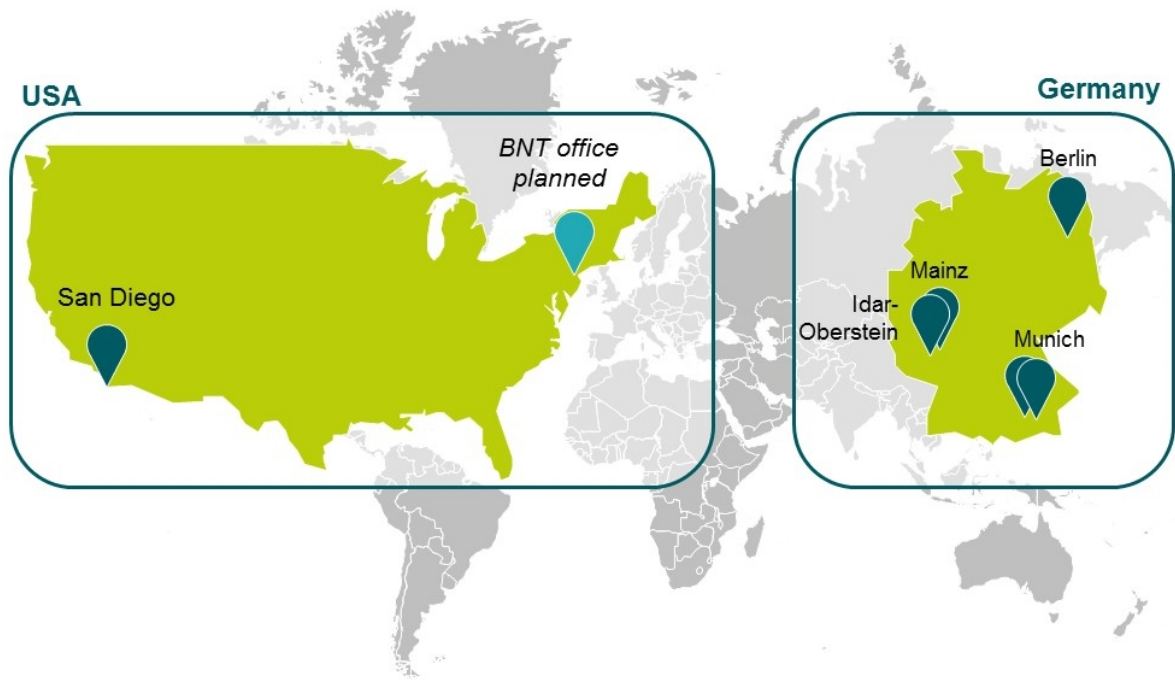 USA
Germany
BNT office
planned
Berlin
San Diego
Mainz
Idar-
Oberstein
Munich